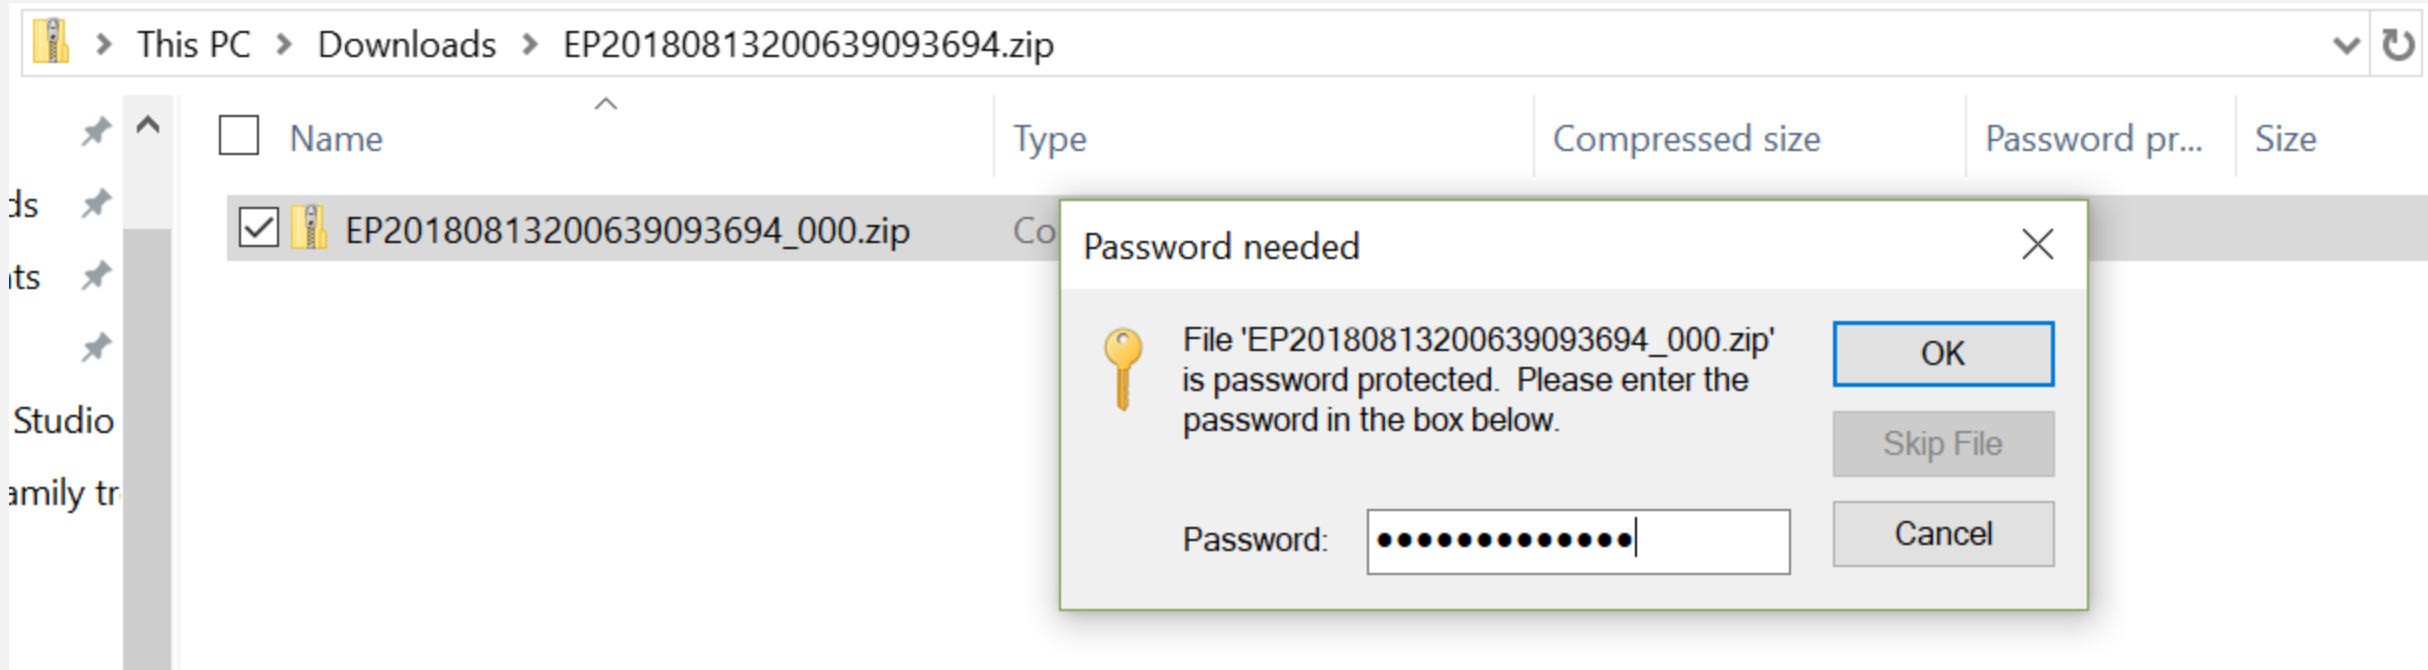 This PC > Downloads > EP20180813200639093694.zip
Name
Type
Compressed size
Password pr...
Size
ds
EP20180813200639093694_000.zip
Co
nts
Studio
amily tr
Password needed
File 'EP20180813200639093694_000.zip'
is password protected.  Please enter the
password in the box below.
OK
Skip File
Cancel
Password: •••••••••••••